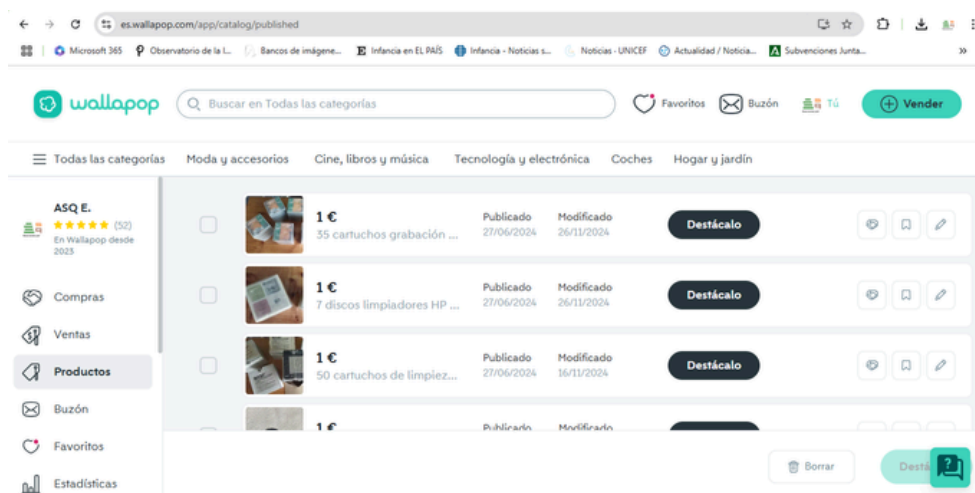 es.wallapop.com/app/catalog/published
Microsoft 365 Observatorio de la I... Bancos de imágene... E Infancia en EL PAÍS Infancia - Noticias s... Noticias - UNICEF Actualidad / Noticia... Subvenciones Junta... »
wallapop Buscar en Todas las categorías Favoritos Buzón Tú Vender
Todas las categorías Moda y accesorios Cine, libros y música Tecnología y electrónica Coches Hogar y jardín
ASQ E.
(52)
En Wallapop desde
2023
Compras
Ventas
Productos
Buzón
Favoritos
Estadísticas
1 €
35 cartuchos grabación ...
Publicado
27/06/2024
Modificado
26/11/2024
Destácalo
1 €
7 discos limpiadores HP ...
Publicado
27/06/2024
Modificado
26/11/2024
Destácalo
1 €
50 cartuchos de limpiez...
Publicado
27/06/2024
Modificado
16/11/2024
Destácalo
1 €
Publicado
Modificado
Borrar
Destá